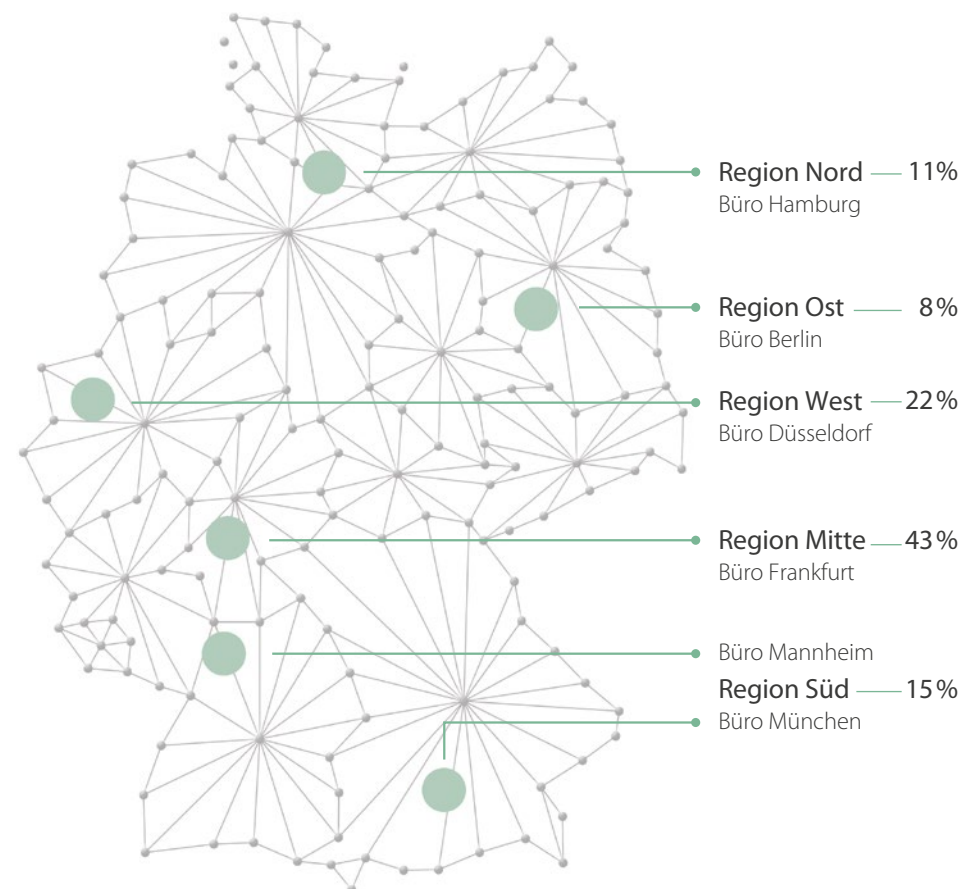 Region Nord 11%
Büro Hamburg
Region Ost 8%
Büro Berlin
Region West 22%
Büro Düsseldorf
Region Mitte 43%
Büro Frankfurt
Büro Mannheim
Region Süd 15%
Büro München